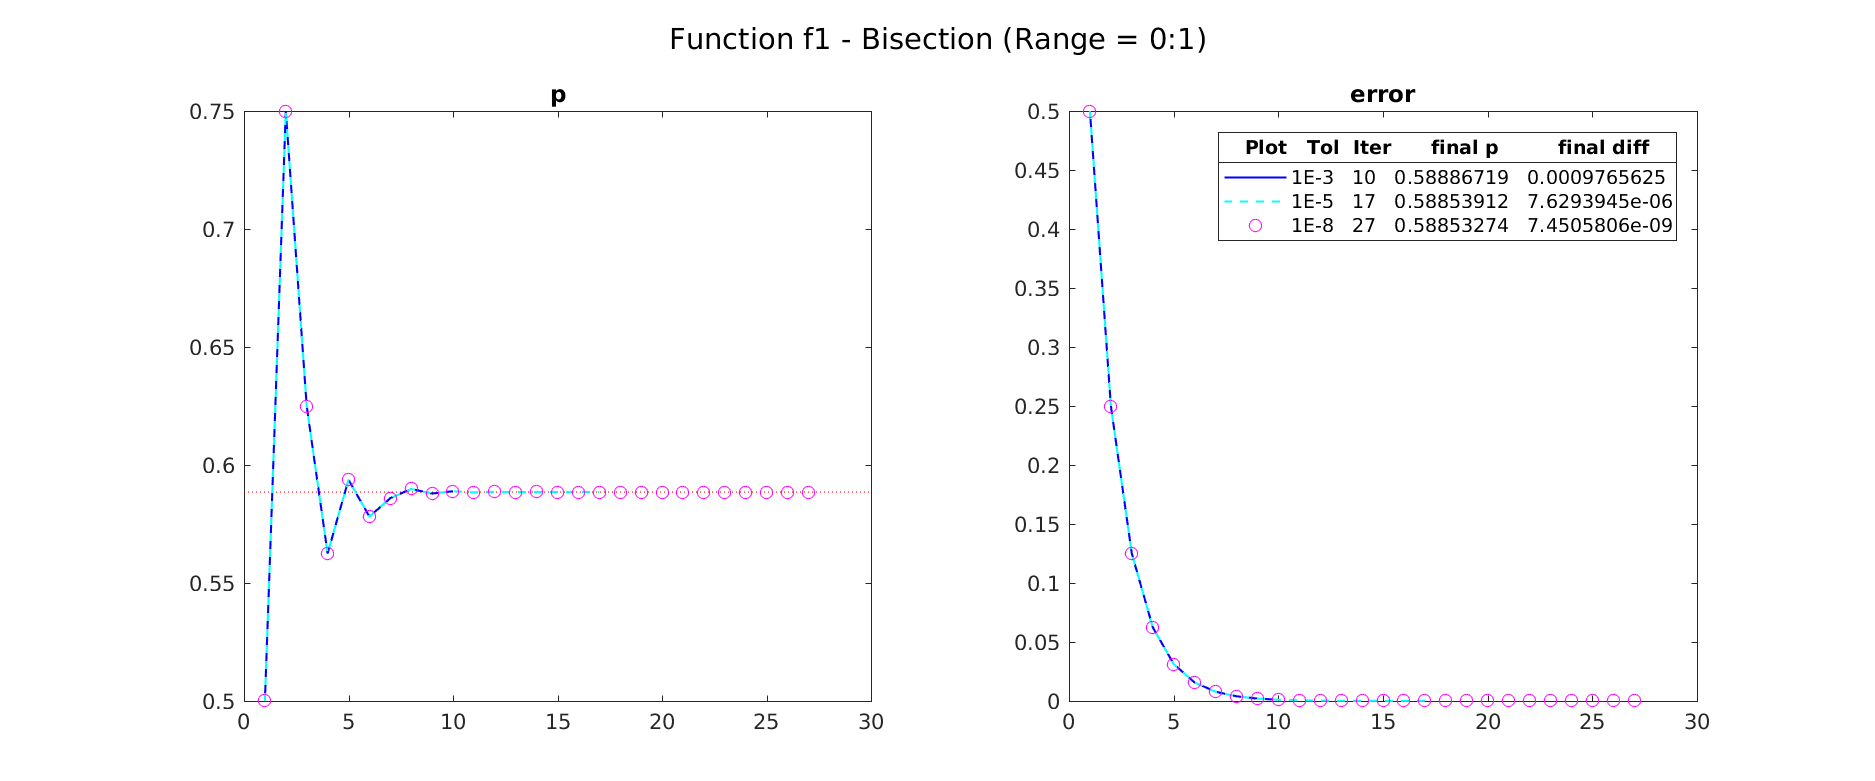 Function f1 - Bisection (Range = 0:1)
p
0.75
0.7
0.65
0.6
0.55
0.5
0 5 10 15 20 25 30
error
0.5
0.45
0.4
0.35
0.3
0.25
0.2
0.15
0.1
0.05
0
0 5 10 15 20 25 30
Plot Tol Iter final p final diff
1E-3 10 0.58886719 0.0009765625
1E-5 17 0.58853912 7.6293945e-06
1E-8 27 0.58853274 7.4505806e-09